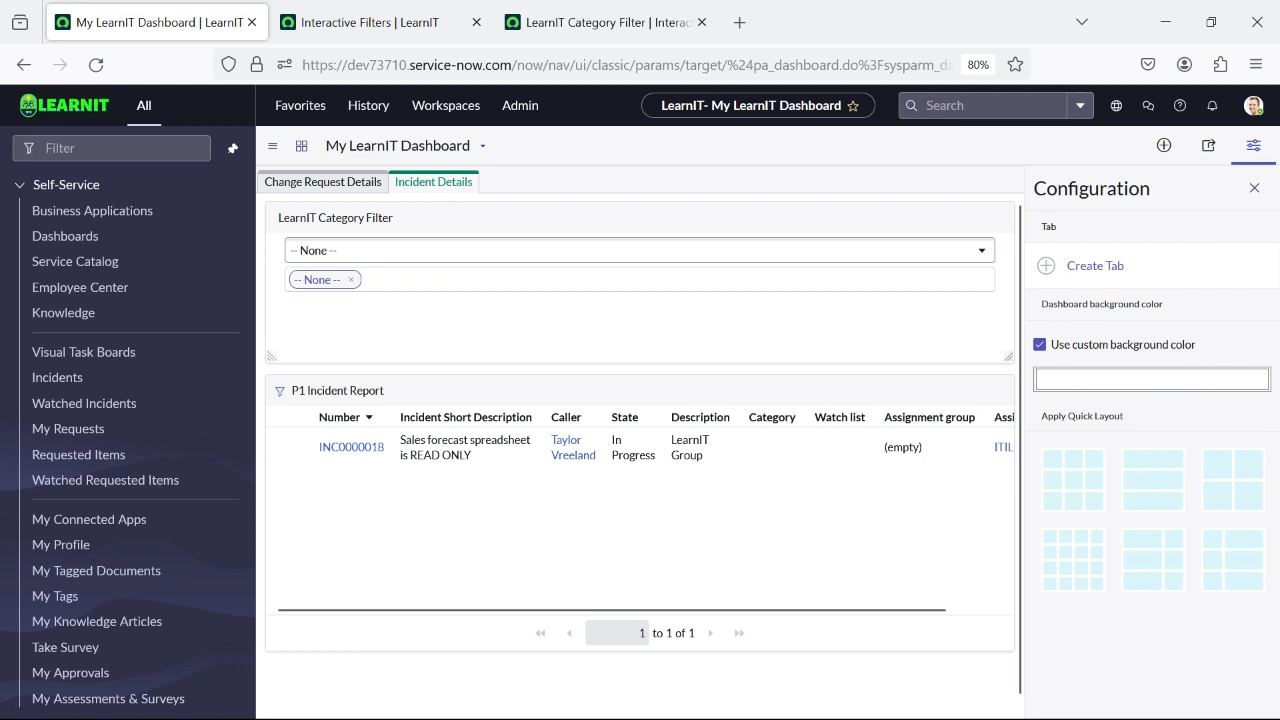 My LearnIT Dashboard | LearnIT
Interactive Filters | LearnIT
LearnIT Category Filter | Interac
https://dev73710.service-now.com/now/nav/ui/classic/params/target/%24pa_dashboard.do%3Fsysparm_da
80%
LEARNIT
All
Favorites
History
Workspaces
Admin
LearnIT- My LearnIT Dashboard
Search
Filter
My LearnIT Dashboard
Self-Service
Business Applications
Dashboards
Service Catalog
Employee Center
Knowledge
Visual Task Boards
Incidents
Watched Incidents
My Requests
Requested Items
Watched Requested Items
My Connected Apps
My Profile
My Tagged Documents
My Tags
My Knowledge Articles
Take Survey
My Approvals
My Assessments & Surveys
Change Request Details
Incident Details
LearnIT Category Filter
-- None --
-- None -- ×
P1 Incident Report
Number Incident Short Description Caller State Description Category Watch list Assignment group Assi
INC0000018 Sales forecast spreadsheet Taylor In LearnIT (empty) ITIL
is READ ONLY Vreeland Progress Group
1 to 1 of 1
Configuration
Tab
Create Tab
Dashboard background color
Use custom background color
Apply Quick Layout